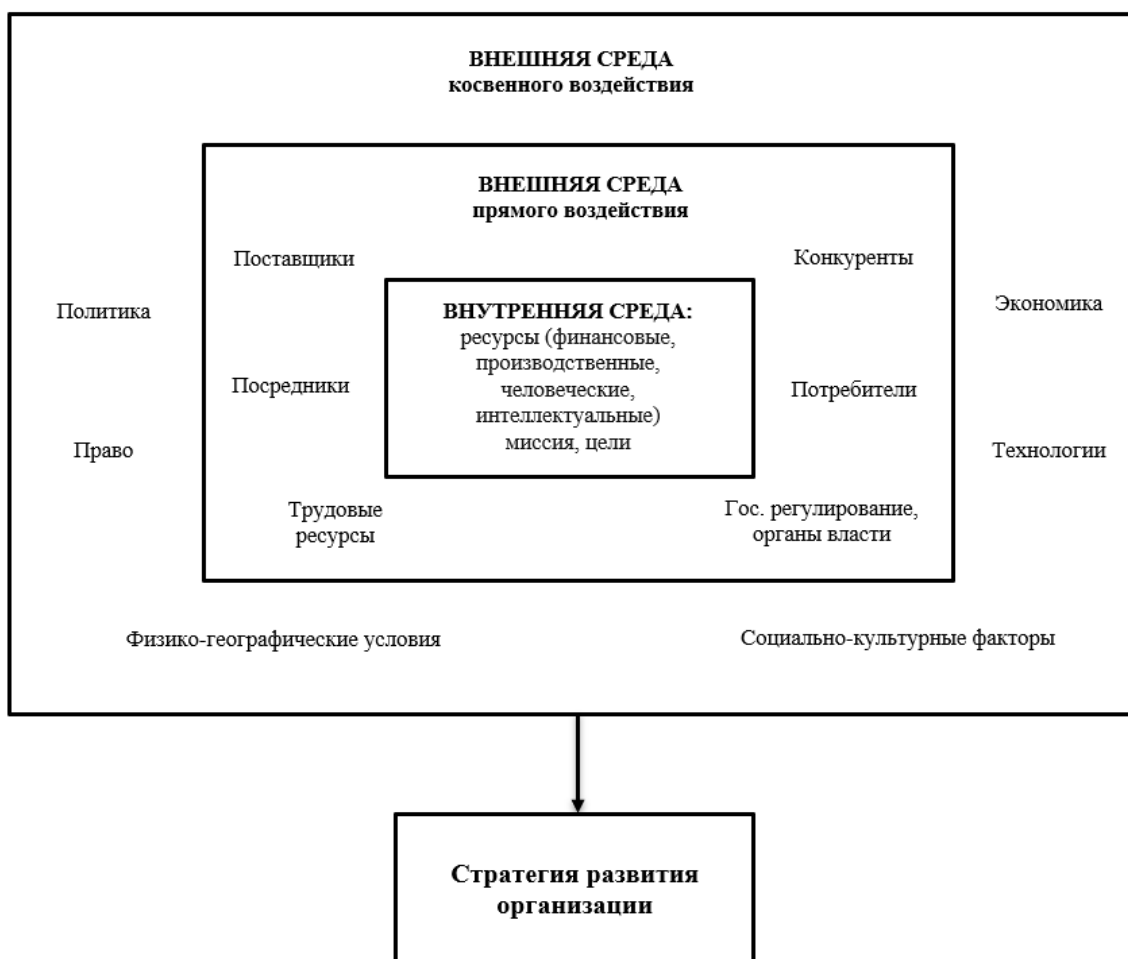 ВНЕШНЯЯ СРЕДА
косвенного воздействия
ВНЕШНЯЯ СРЕДА
прямого воздействия
Поставщики
Конкуренты
Политика
Экономика
ВНУТРЕННЯЯ СРЕДА:
ресурсы (финансовые,
производственные,
человеческие,
интеллектуальные)
миссия, цели
Посредники
Потребители
Право
Технологии
Трудовые
ресурсы
Гос. регулирование,
органы власти
Физико-географические условия
Социально-культурные факторы
Стратегия развития
организации